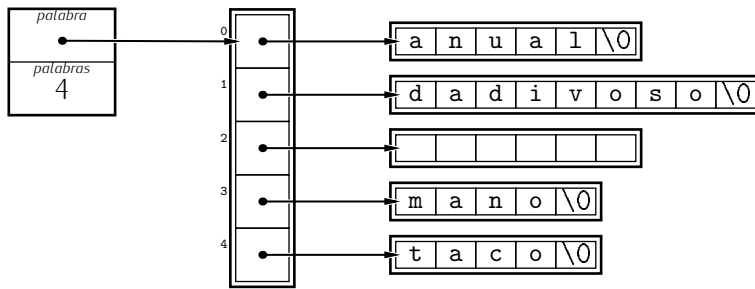 palabra
palabras
4
0 a n u a l \0
1 d a d i v o s o \0
2
3 m a n o \0
4 t a c o \0